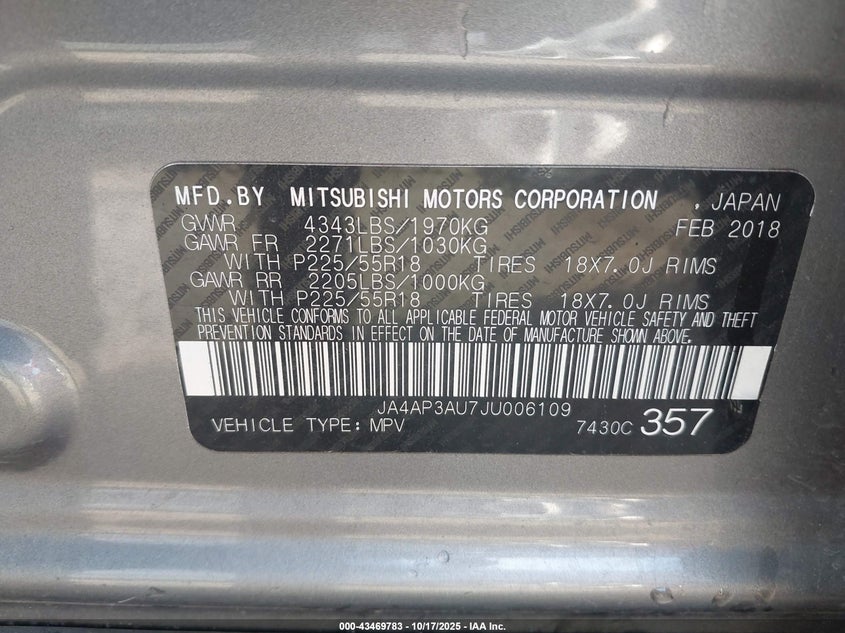 MFD.BY MITSUBISHI MOTORS CORPORATION , JAPAN
GVWR 4343LBS/1970KG FEB 2018
GAWR FR 2271LBS/1030KG
WITH P225/55R18 TIRES 18X7.0J RIMS
GAWR RR 2205LBS/1000KG
WITH P225/55R18 TIRES 18X7.0J RIMS
THIS VEHICLE CONFORMS TO ALL APPLICABLE FEDERAL MOTOR VEHICLE SAFETY AND THEFT
PREVENTION STANDARDS IN EFFECT ON THE DATE OF MANUFACTURE SHOWN ABOVE.
JA4AP3AU7JU006109
VEHICLE TYPE: MPV 7430C 357
000-43469783 - 10/17/2025 - IAA Inc.